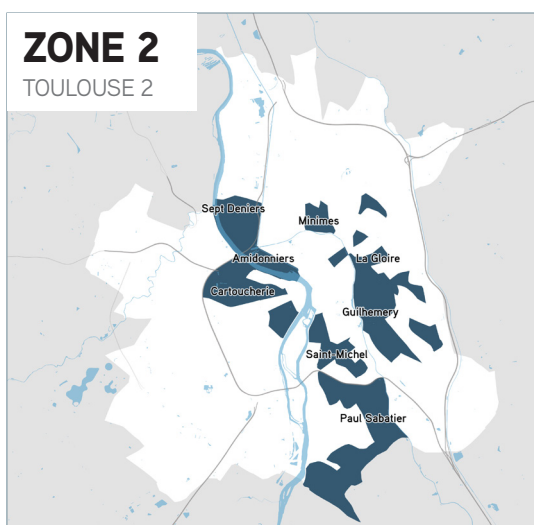 ZONE 2
TOULOUSE 2
Sept Deniers
Minimes
Amidonniers
La Gloire
Cartoucherie
Guilhemery
Saint-Michel
Paul Sabatier